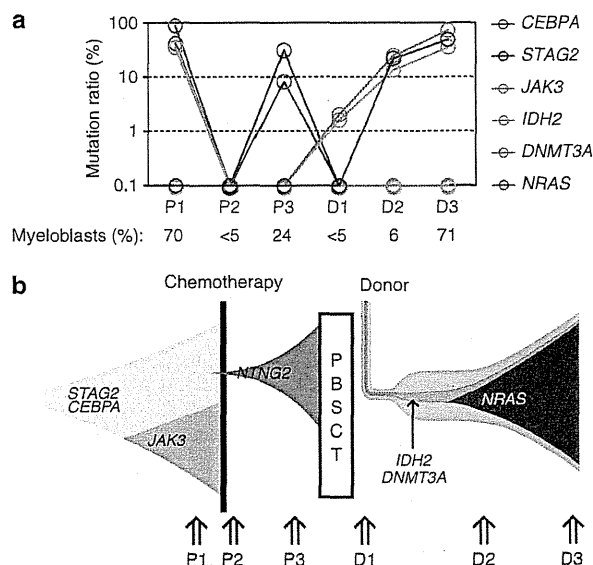 a
Mutation ratio (%)
100
10
1
0.1
P1 P2 P3 D1 D2 D3
Myeloblasts (%): 70 <5 24 <5 6 71
CEBPA
STAG2
JAK3
IDH2
DNMT3A
NRAS
b
Chemotherapy
Donor
STAG2
CEBPA
JAK3
NTNG2
PBSCT
IDH2
DNMT3A
NRAS
P1 P2 P3 D1 D2 D3